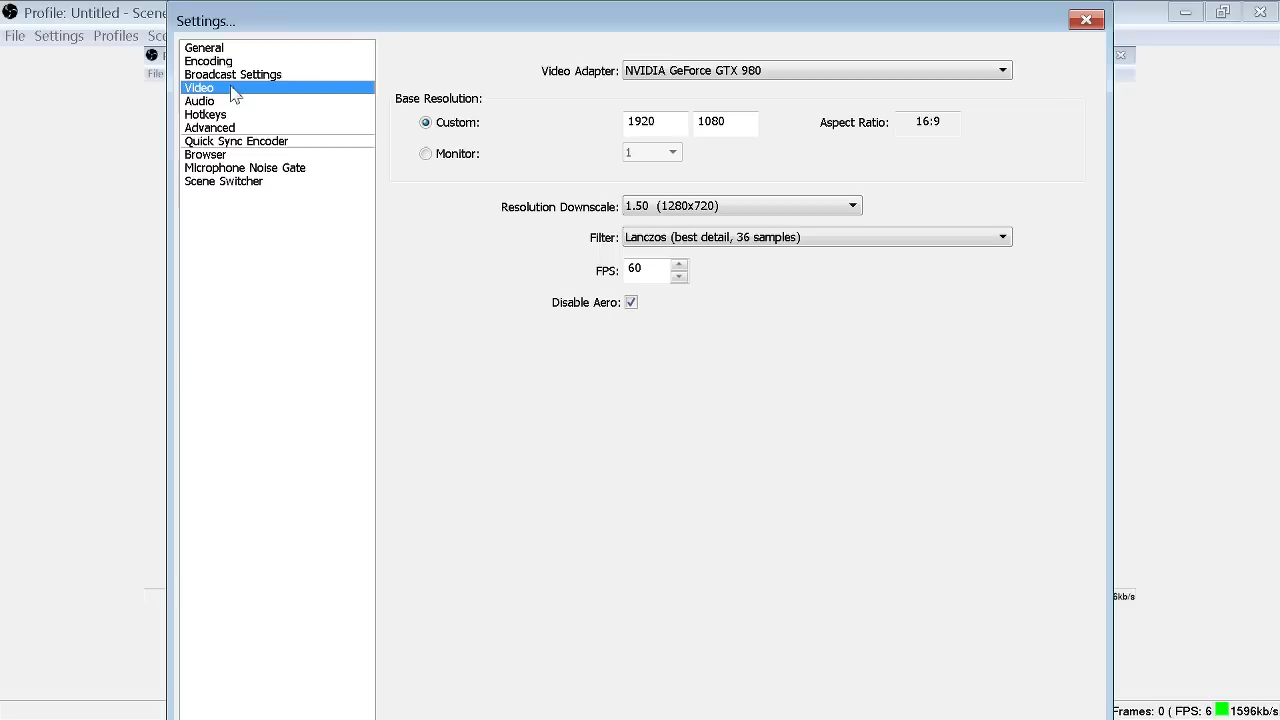 Profile: Untitled - Scene
Settings...
File Settings Profiles Sc
File
General
Encoding
Broadcast Settings
Video
Audio
Hotkeys
Advanced
Quick Sync Encoder
Browser
Microphone Noise Gate
Scene Switcher
Video Adapter: NVIDIA GeForce GTX 980
Base Resolution:
Custom: 1920 1080 Aspect Ratio: 16:9
Monitor: 1
Resolution Downscale: 1.50 (1280x720)
Filter: Lanczos (best detail, 36 samples)
FPS: 60
Disable Aero:
6kb/s
Frames: 0 ( FPS: 6 1596kb/s